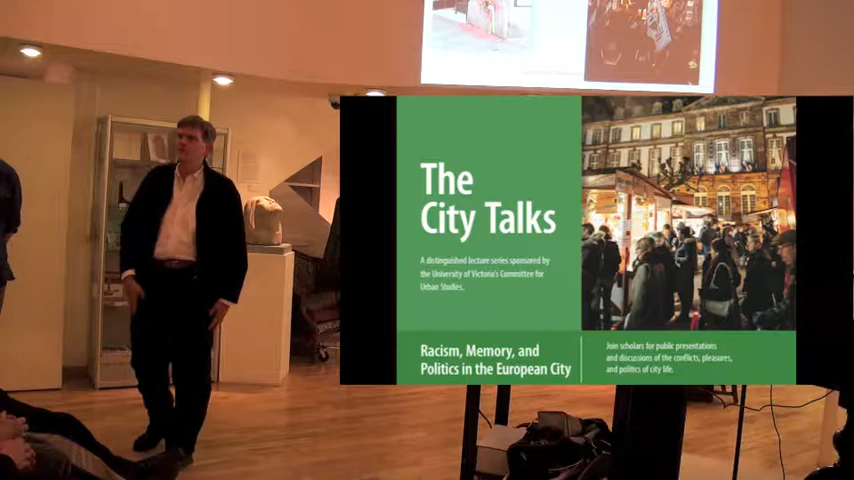 The
City Talks
A distinguished lecture series sponsored by
the University of Victoria's Committee for
Urban Studies.
Racism, Memory, and
Politics in the European City
Join scholars for public presentations
and discussions of the conflicts, pleasures,
and politics of city life.